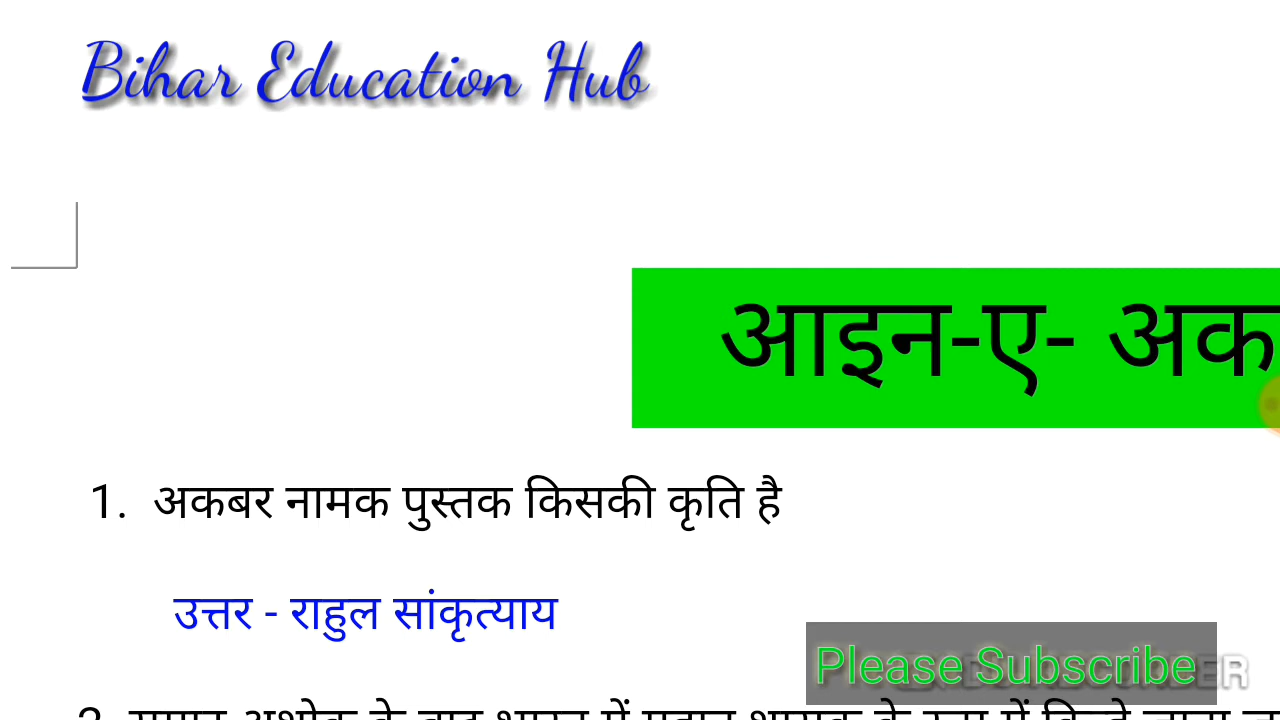 Bihar Education Hub
आइन-ए- अक
1. अकबर नामक पुस्तक किसकी कृति है
उत्तर - राहुल सांकृत्याय
Please Subscribe